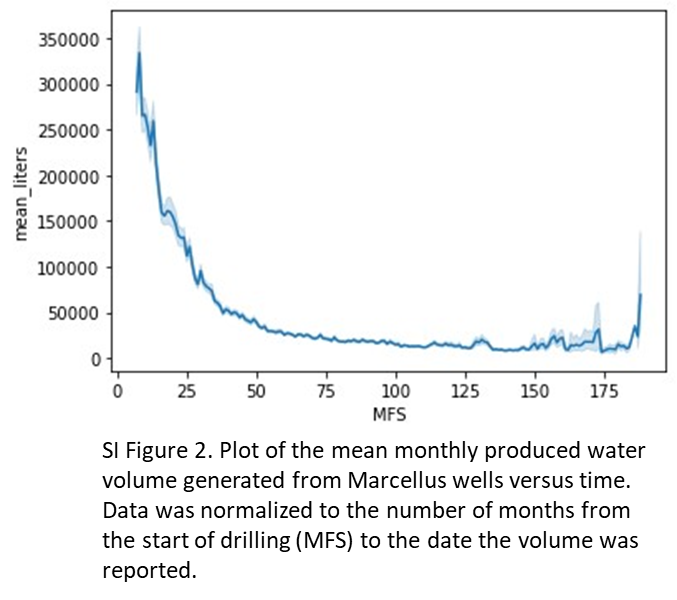 350000
300000
250000
200000
150000
100000
50000
0
mean_liters
0 25 50 75 100 125 150 175
MFS
SI Figure 2. Plot of the mean monthly produced water
volume generated from Marcellus wells versus time.
Data was normalized to the number of months from
the start of drilling (MFS) to the date the volume was
reported.